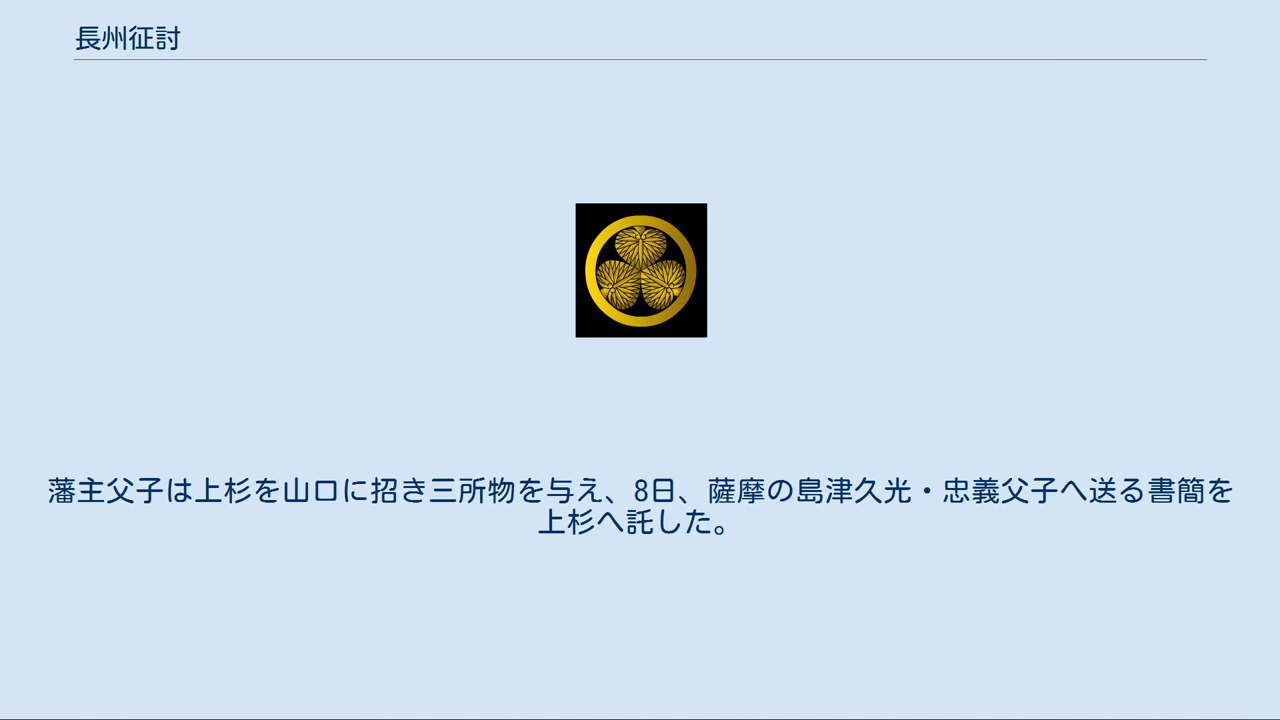 長州征討
藩主父子は上杉を山口に招き三所物を与え、8日、薩摩の島津久光・忠義父子へ送る書簡を
上杉へ託した。